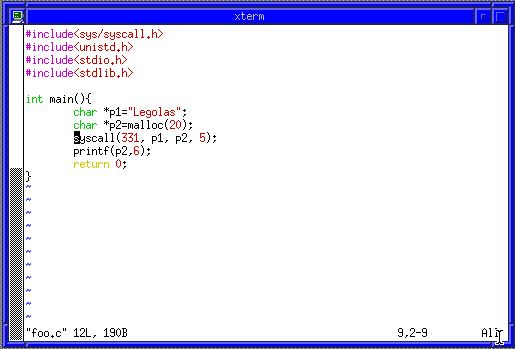 xterm
#include<sys/syscall.h>
#include<unistd.h>
#include<stdio.h>
#include<stdlib.h>
int main(){
char *p1="Legolas";
char *p2=malloc(20);
syscall(331, p1, p2, 5);
printf(p2,6);
return 0;
}
~
~
~
~
~
~
~
~
~
~
~
"foo.c" 12L, 190B 9,2-9 All